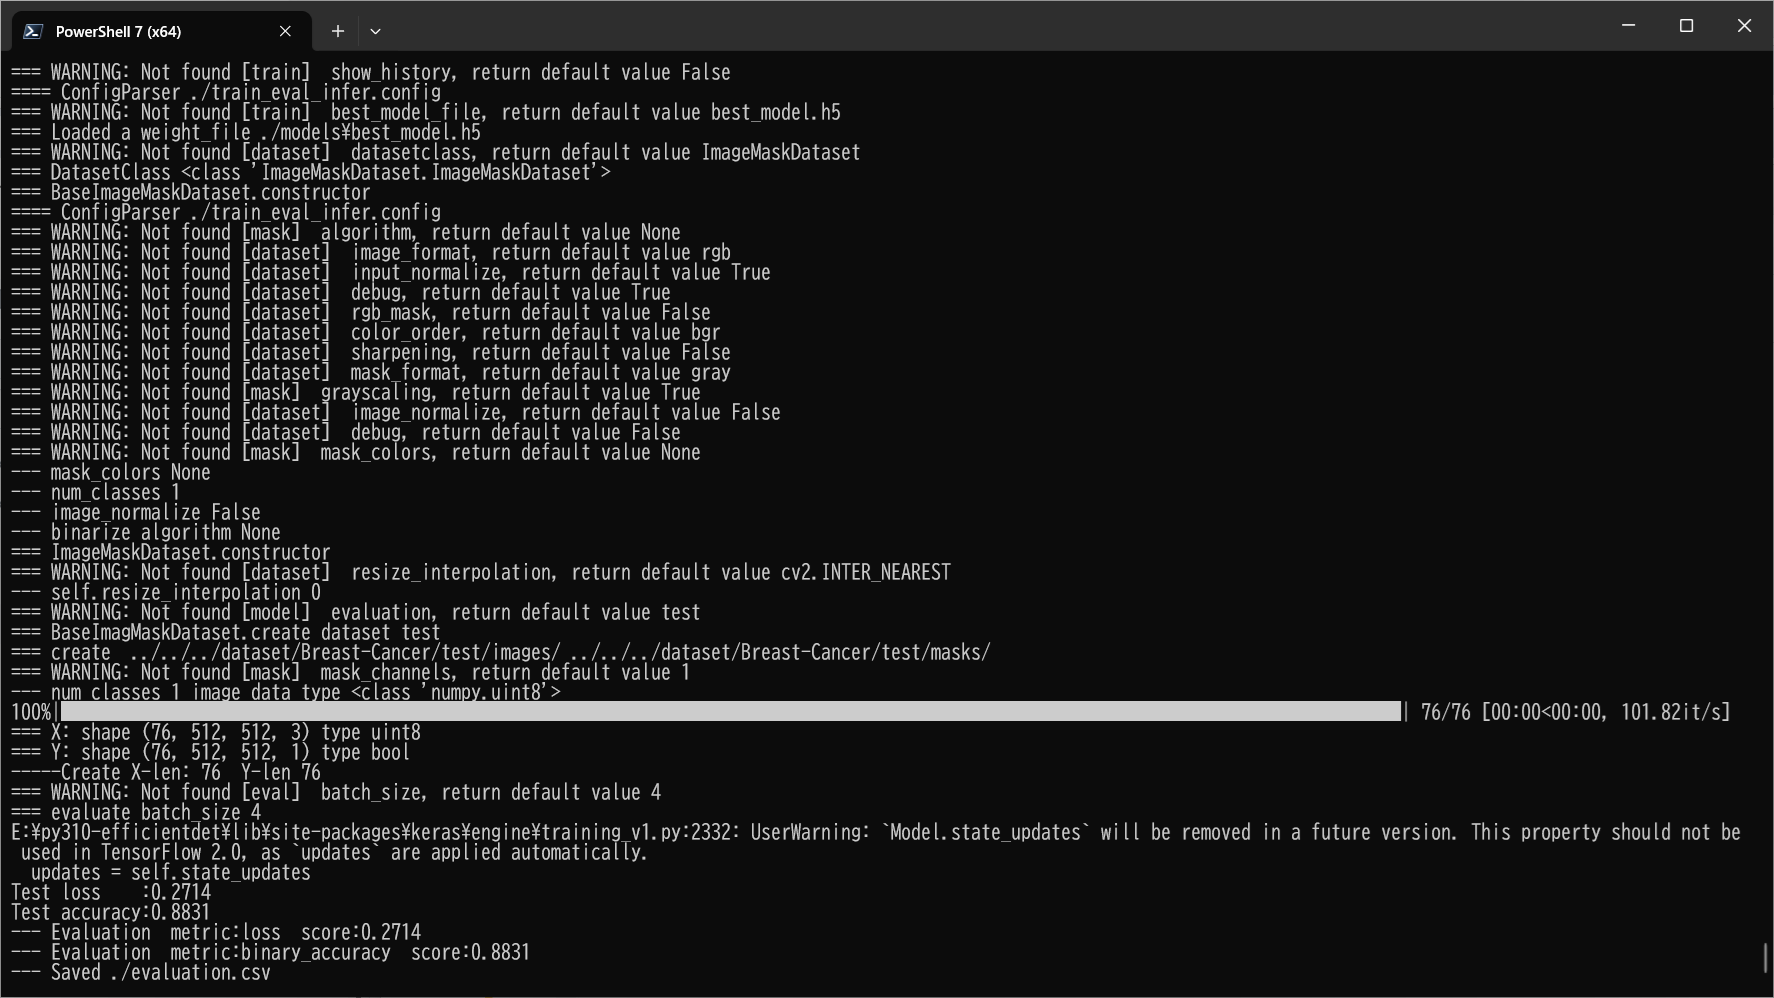 PowerShell 7 (x64)
=== WARNING: Not found [train]  show_history, return default value False
==== ConfigParser ./train_eval_infer.config
=== WARNING: Not found [train]  best_model_file, return default value best_model.h5
=== Loaded a weight_file ./models¥best_model.h5
=== WARNING: Not found [dataset]  datasetclass, return default value ImageMaskDataset
=== DatasetClass <class 'ImageMaskDataset.ImageMaskDataset'>
=== BaseImageMaskDataset.constructor
==== ConfigParser ./train_eval_infer.config
=== WARNING: Not found [mask]  algorithm, return default value None
=== WARNING: Not found [dataset]  image_format, return default value rgb
=== WARNING: Not found [dataset]  input_normalize, return default value True
=== WARNING: Not found [dataset]  debug, return default value True
=== WARNING: Not found [dataset]  rgb_mask, return default value False
=== WARNING: Not found [dataset]  color_order, return default value bgr
=== WARNING: Not found [dataset]  sharpening, return default value False
=== WARNING: Not found [dataset]  mask_format, return default value gray
=== WARNING: Not found [mask]  grayscaling, return default value True
=== WARNING: Not found [dataset]  image_normalize, return default value False
=== WARNING: Not found [dataset]  debug, return default value False
=== WARNING: Not found [mask]  mask_colors, return default value None
--- mask_colors None
--- num_classes 1
--- image_normalize False
--- binarize algorithm None
=== ImageMaskDataset.constructor
=== WARNING: Not found [dataset]  resize_interpolation, return default value cv2.INTER_NEAREST
--- self.resize_interpolation 0
=== WARNING: Not found [model]  evaluation, return default value test
=== BaseImagMaskDataset.create dataset test
=== create  ../../../dataset/Breast-Cancer/test/images/ ../../../dataset/Breast-Cancer/test/masks/
=== WARNING: Not found [mask]  mask_channels, return default value 1
--- num_classes 1 image data_type <class 'numpy.uint8'>
100%| | 76/76 [00:00<00:00, 101.82it/s]
=== X: shape (76, 512, 512, 3) type uint8
=== Y: shape (76, 512, 512, 1) type bool
-----Create X-len: 76  Y-len 76
=== WARNING: Not found [eval]  batch_size, return default value 4
=== evaluate batch_size 4
E:¥py310-efficientdet¥lib¥site-packages¥keras¥engine¥training_v1.py:2332: UserWarning: `Model.state_updates` will be removed in a future version. This property should not be
 used in TensorFlow 2.0, as `updates` are applied automatically.
  updates = self.state_updates
Test loss    :0.2714
Test accuracy:0.8831
--- Evaluation  metric:loss  score:0.2714
--- Evaluation  metric:binary_accuracy  score:0.8831
--- Saved ./evaluation.csv